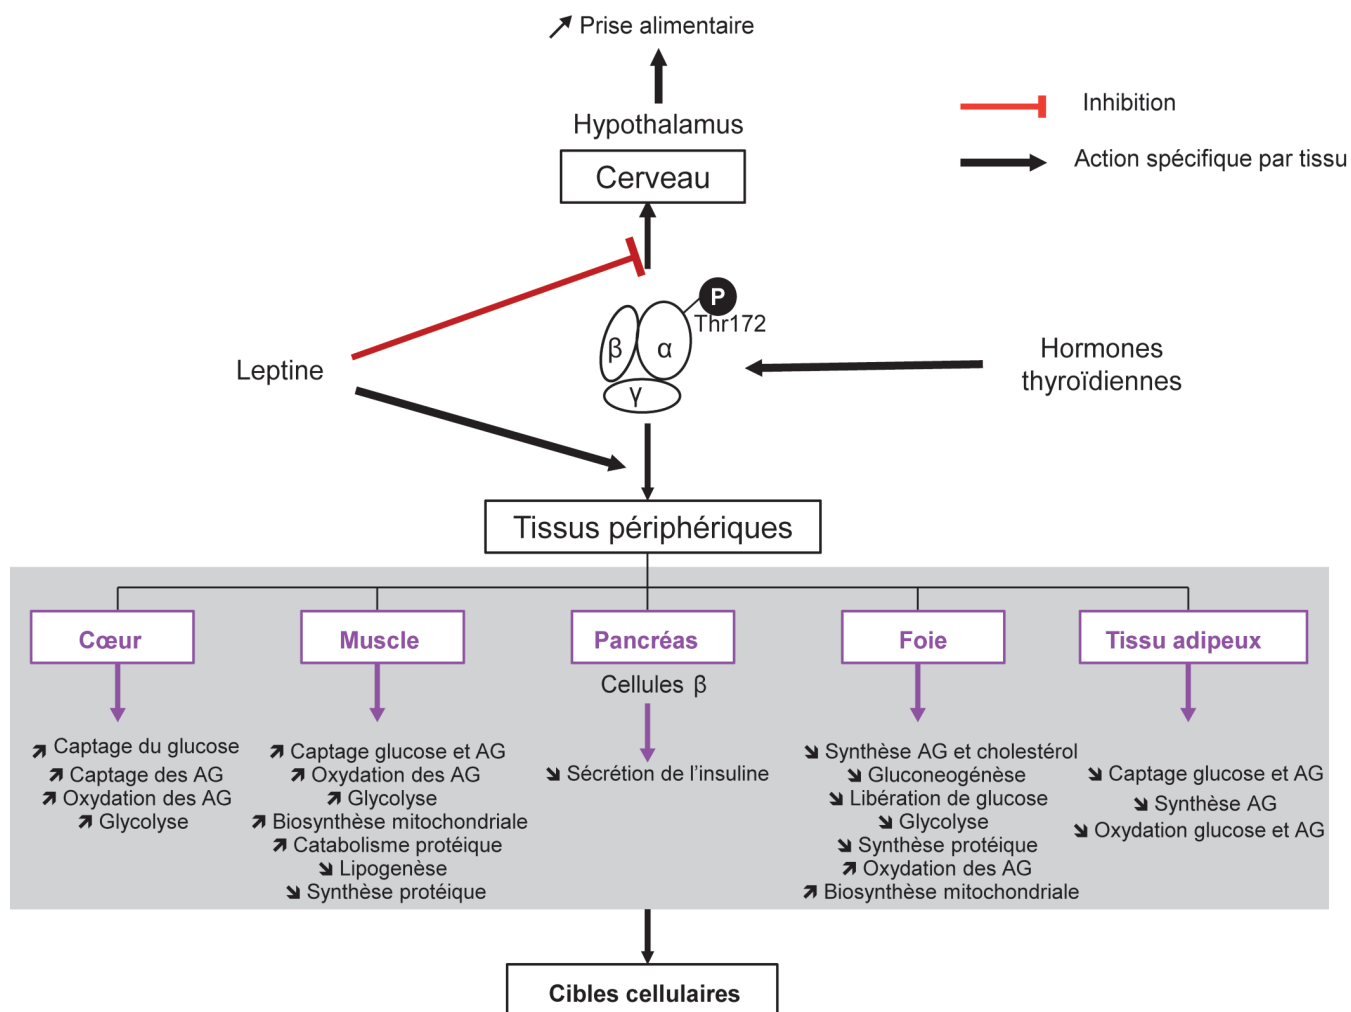 ↗ Prise alimentaire
Hypothalamus
Cerveau
Inhibition
Action spécifique par tissu
P
Thr172
β α
γ
Leptine
Hormones
thyroïdiennes
Tissus périphériques
Cœur
↗ Captage du glucose
↗ Captage des AG
↗ Oxydation des AG
↗ Glycolyse
Muscle
↗ Captage glucose et AG
↗ Oxydation des AG
↗ Glycolyse
↗ Biosynthèse mitochondriale
↗ Catabolisme protéique
↘ Lipogenèse
↘ Synthèse protéique
Pancréas
Cellules β
↘ Sécrétion de l’insuline
Foie
↘ Synthèse AG et cholestérol
↘ Gluconeogénèse
↘ Libération de glucose
↘ Glycolyse
↘ Synthèse protéique
↗ Oxydation des AG
↗ Biosynthèse mitochondriale
Tissu adipeux
↘ Captage glucose et AG
↘ Synthèse AG
↘ Oxydation glucose et AG
Cibles cellulaires